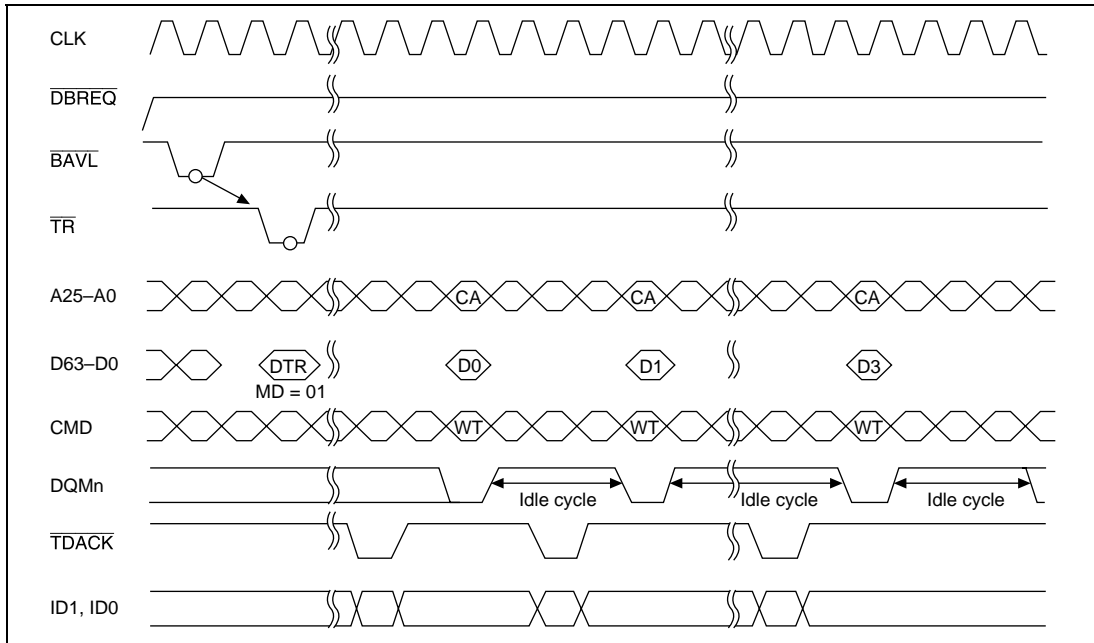 CLK
DBREQ
BAVL
TR
A25–A0 CA CA CA
D63–D0 DTR D0 D1 D3
MD = 01
CMD WT WT WT
DQMn
Idle cycle Idle cycle Idle cycle
TDACK
ID1, ID0